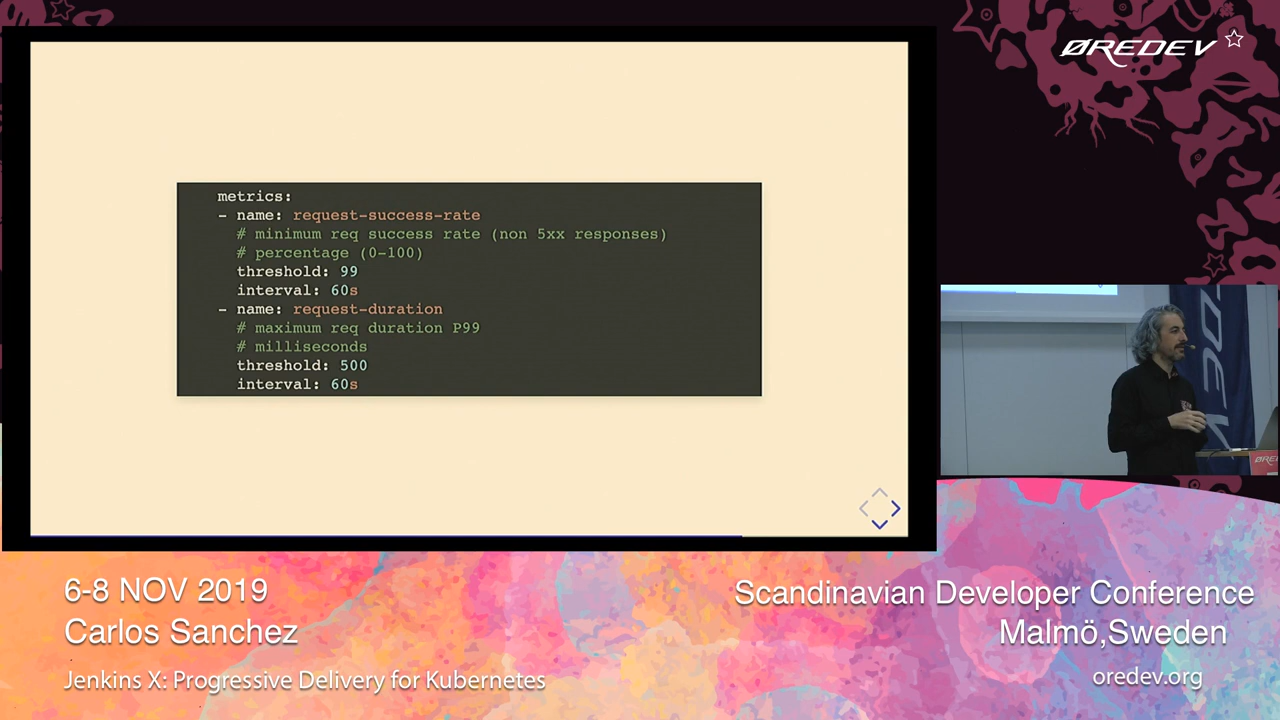 ØREDEV
metrics:
- name: request-success-rate
# minimum req success rate (non 5xx responses)
# percentage (0-100)
threshold: 99
interval: 60s
- name: request-duration
# maximum req duration P99
# milliseconds
threshold: 500
interval: 60s
6-8 NOV 2019
Carlos Sanchez
Jenkins X: Progressive Delivery for Kubernetes
Scandinavian Developer Conference
Malmö,Sweden
oredev.org